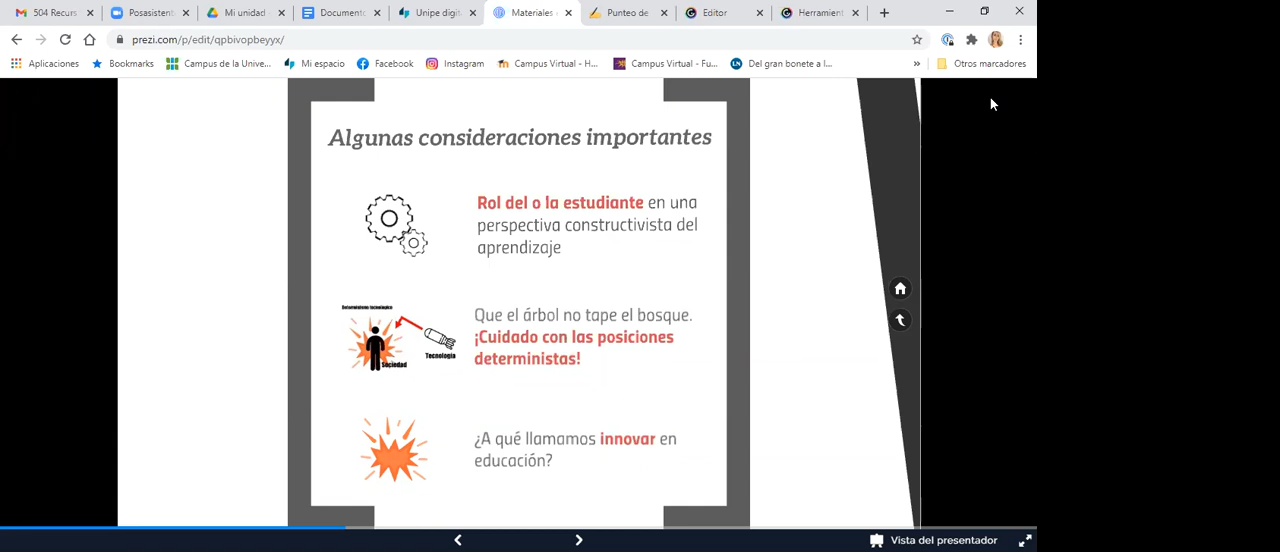 504 Recurs
Posasistent
Mi unidad
Documento
Unipe digit
Materiales
Punteo de
Editor
Herramient
prezi.com/p/edit/qpbivopbeyyx/
Aplicaciones
Bookmarks
Campus de la Unive...
Mi espacio
Facebook
Instagram
Campus Virtual - H...
Campus Virtual - Fu...
Del gran bonete a l...
»
Otros marcadores
Algunas consideraciones importantes
Rol del o la estudiante en una
perspectiva constructivista del
aprendizaje
Determinismo tecnológico
Tecnología
Sociedad
Que el árbol no tape el bosque.
¡Cuidado con las posiciones
deterministas!
¿A qué llamamos innovar en
educación?
Vista del presentador